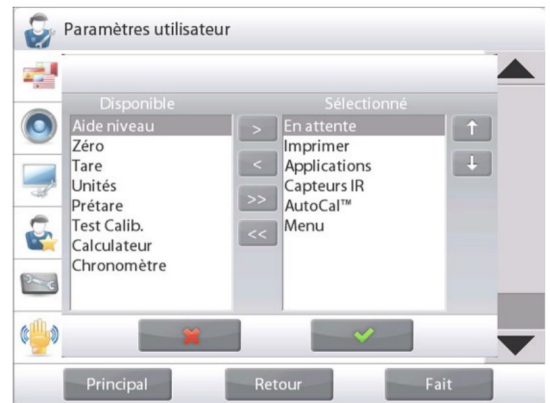 Paramètres utilisateur
Disponible
Sélectionné
Aide niveau
Zéro
Tare
Unités
Prétare
Test Calib.
Calculateur
Chronomètre
>
<
>>
<<
En attente
Imprimer
Applications
Capteurs IR
AutoCal™
Menu
↑
↓
Principal
Retour
Fait